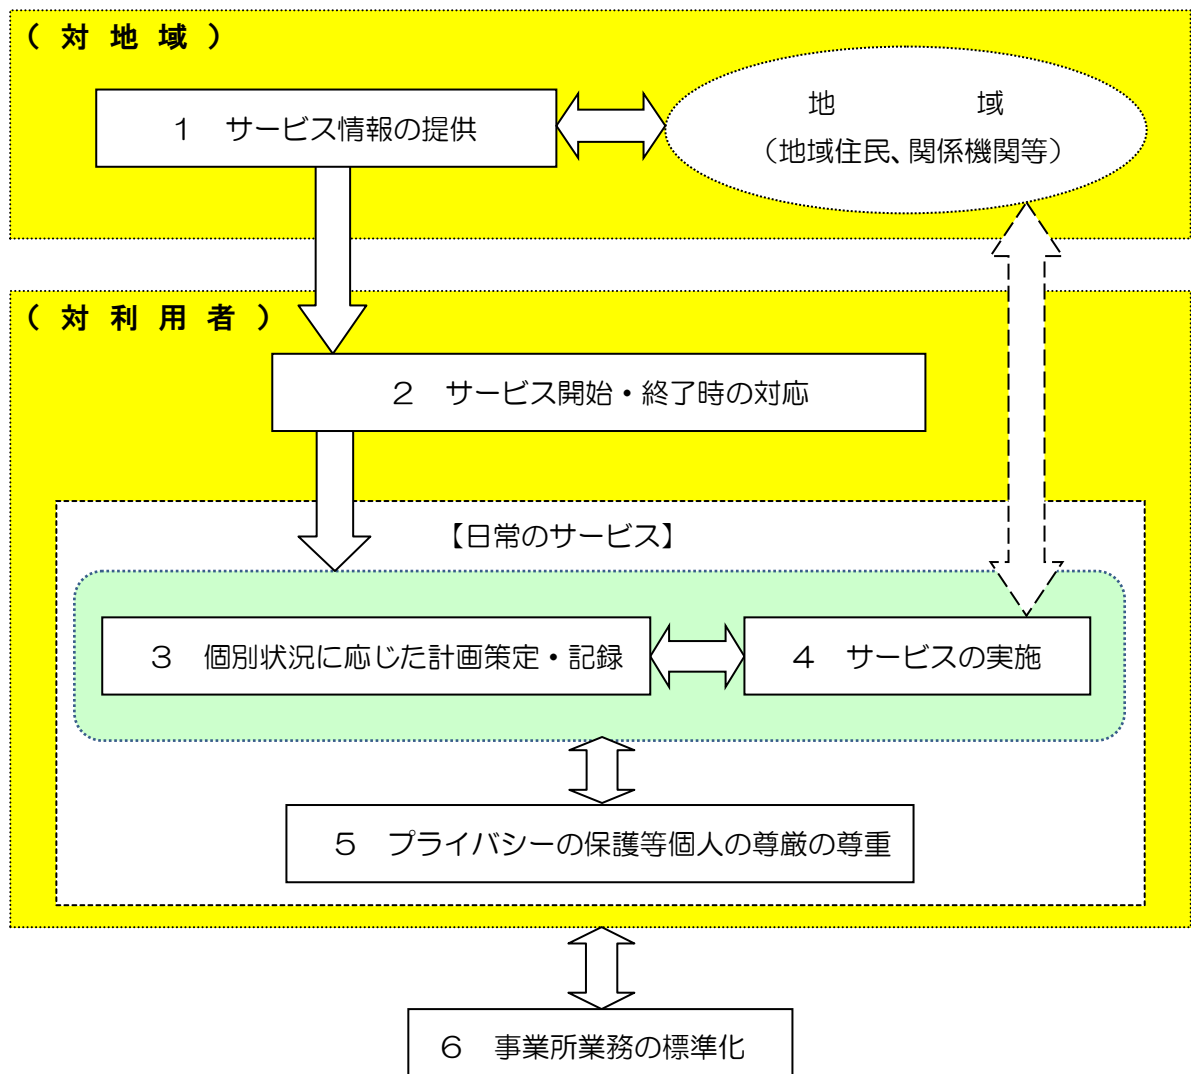 （対地域）
１　サービス情報の提供
地　　　域
（地域住民、関係機関等）
（対利用者）
２　サービス開始・終了時の対応
【日常のサービス】
３　個別状況に応じた計画策定・記録
４　サービスの実施
５　プライバシーの保護等個人の尊厳の尊重
６　事業所業務の標準化